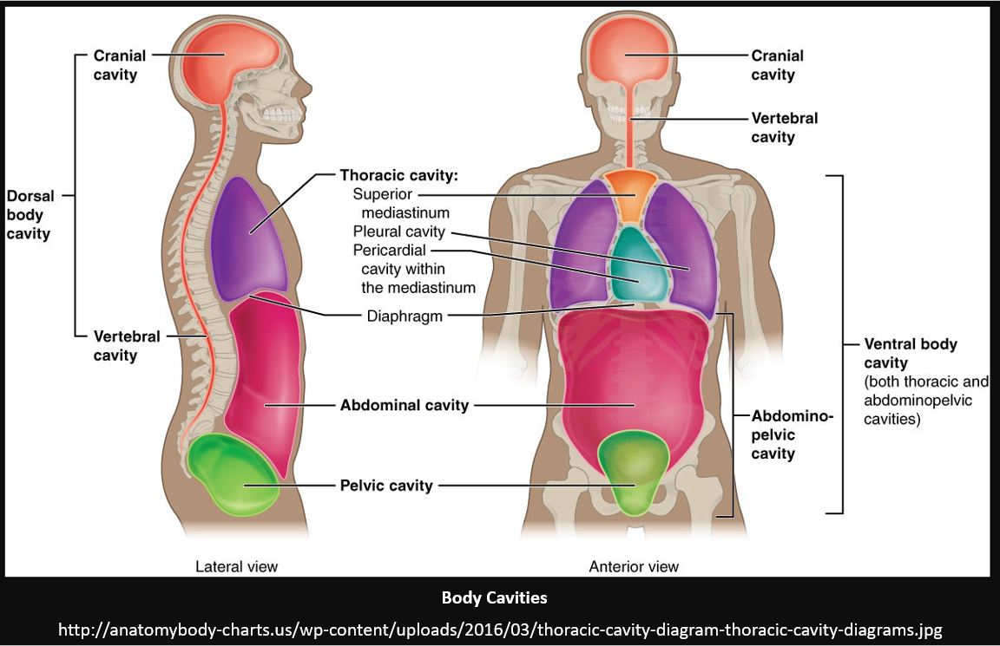 Cranial
cavity
Dorsal
body
cavity
Vertebral
cavity
Thoracic cavity:
Superior
mediastinum
Pleural cavity
Pericardial
cavity within
the mediastinum
Diaphragm
Abdominal cavity
Pelvic cavity
Cranial
cavity
Vertebral
cavity
Ventral body
cavity
(both thoracic and
abdominopelvic
cavities)
Abdomino-
pelvic
cavity
Lateral view
Anterior view
Body Cavities
http://anatomybody-charts.us/wp-content/uploads/2016/03/thoracic-cavity-diagram-thoracic-cavity-diagrams.jpg